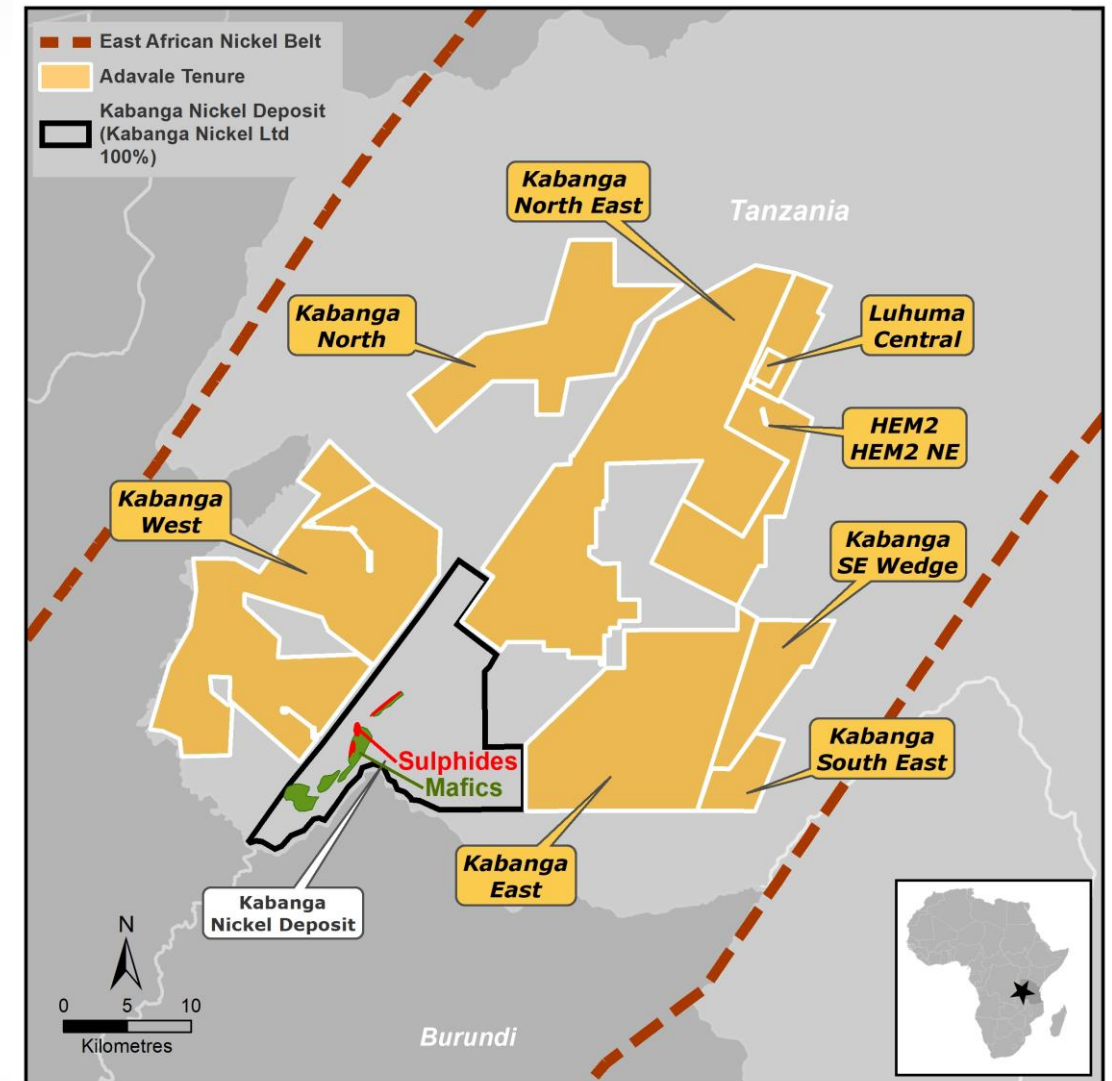 East African Nickel Belt
Adavale Tenure
Kabanga Nickel Deposit
(Kabanga Nickel Ltd
100%)
Kabanga
North East
Tanzania
Kabanga
North
Luhuma
Central
HEM2
HEM2 NE
Kabanga
West
Kabanga
SE Wedge
Kabanga
South East
Sulphides
Mafics
Kabanga
East
Kabanga
Nickel Deposit
N
0 5 10
Kilometres
Burundi